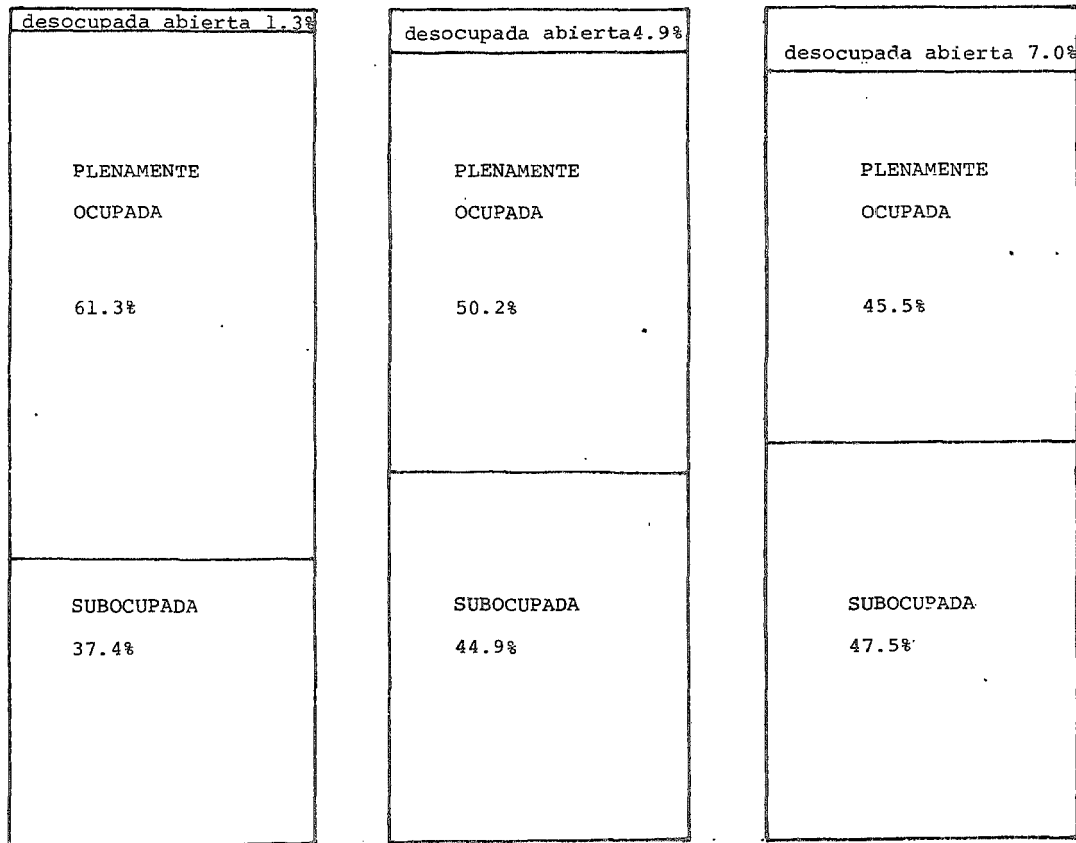 desocupada abierta 1.3%
PLENAMENTE
OCUPADA
61.3%
SUBOCUPADA
37.4%
desocupada abierta 4.9%
PLENAMENTE
OCUPADA
50.2%
SUBOCUPADA
44.9%
desocupada abierta 7.0%
PLENAMENTE
OCUPADA
45.5%
SUBOCUPADA
47.5%